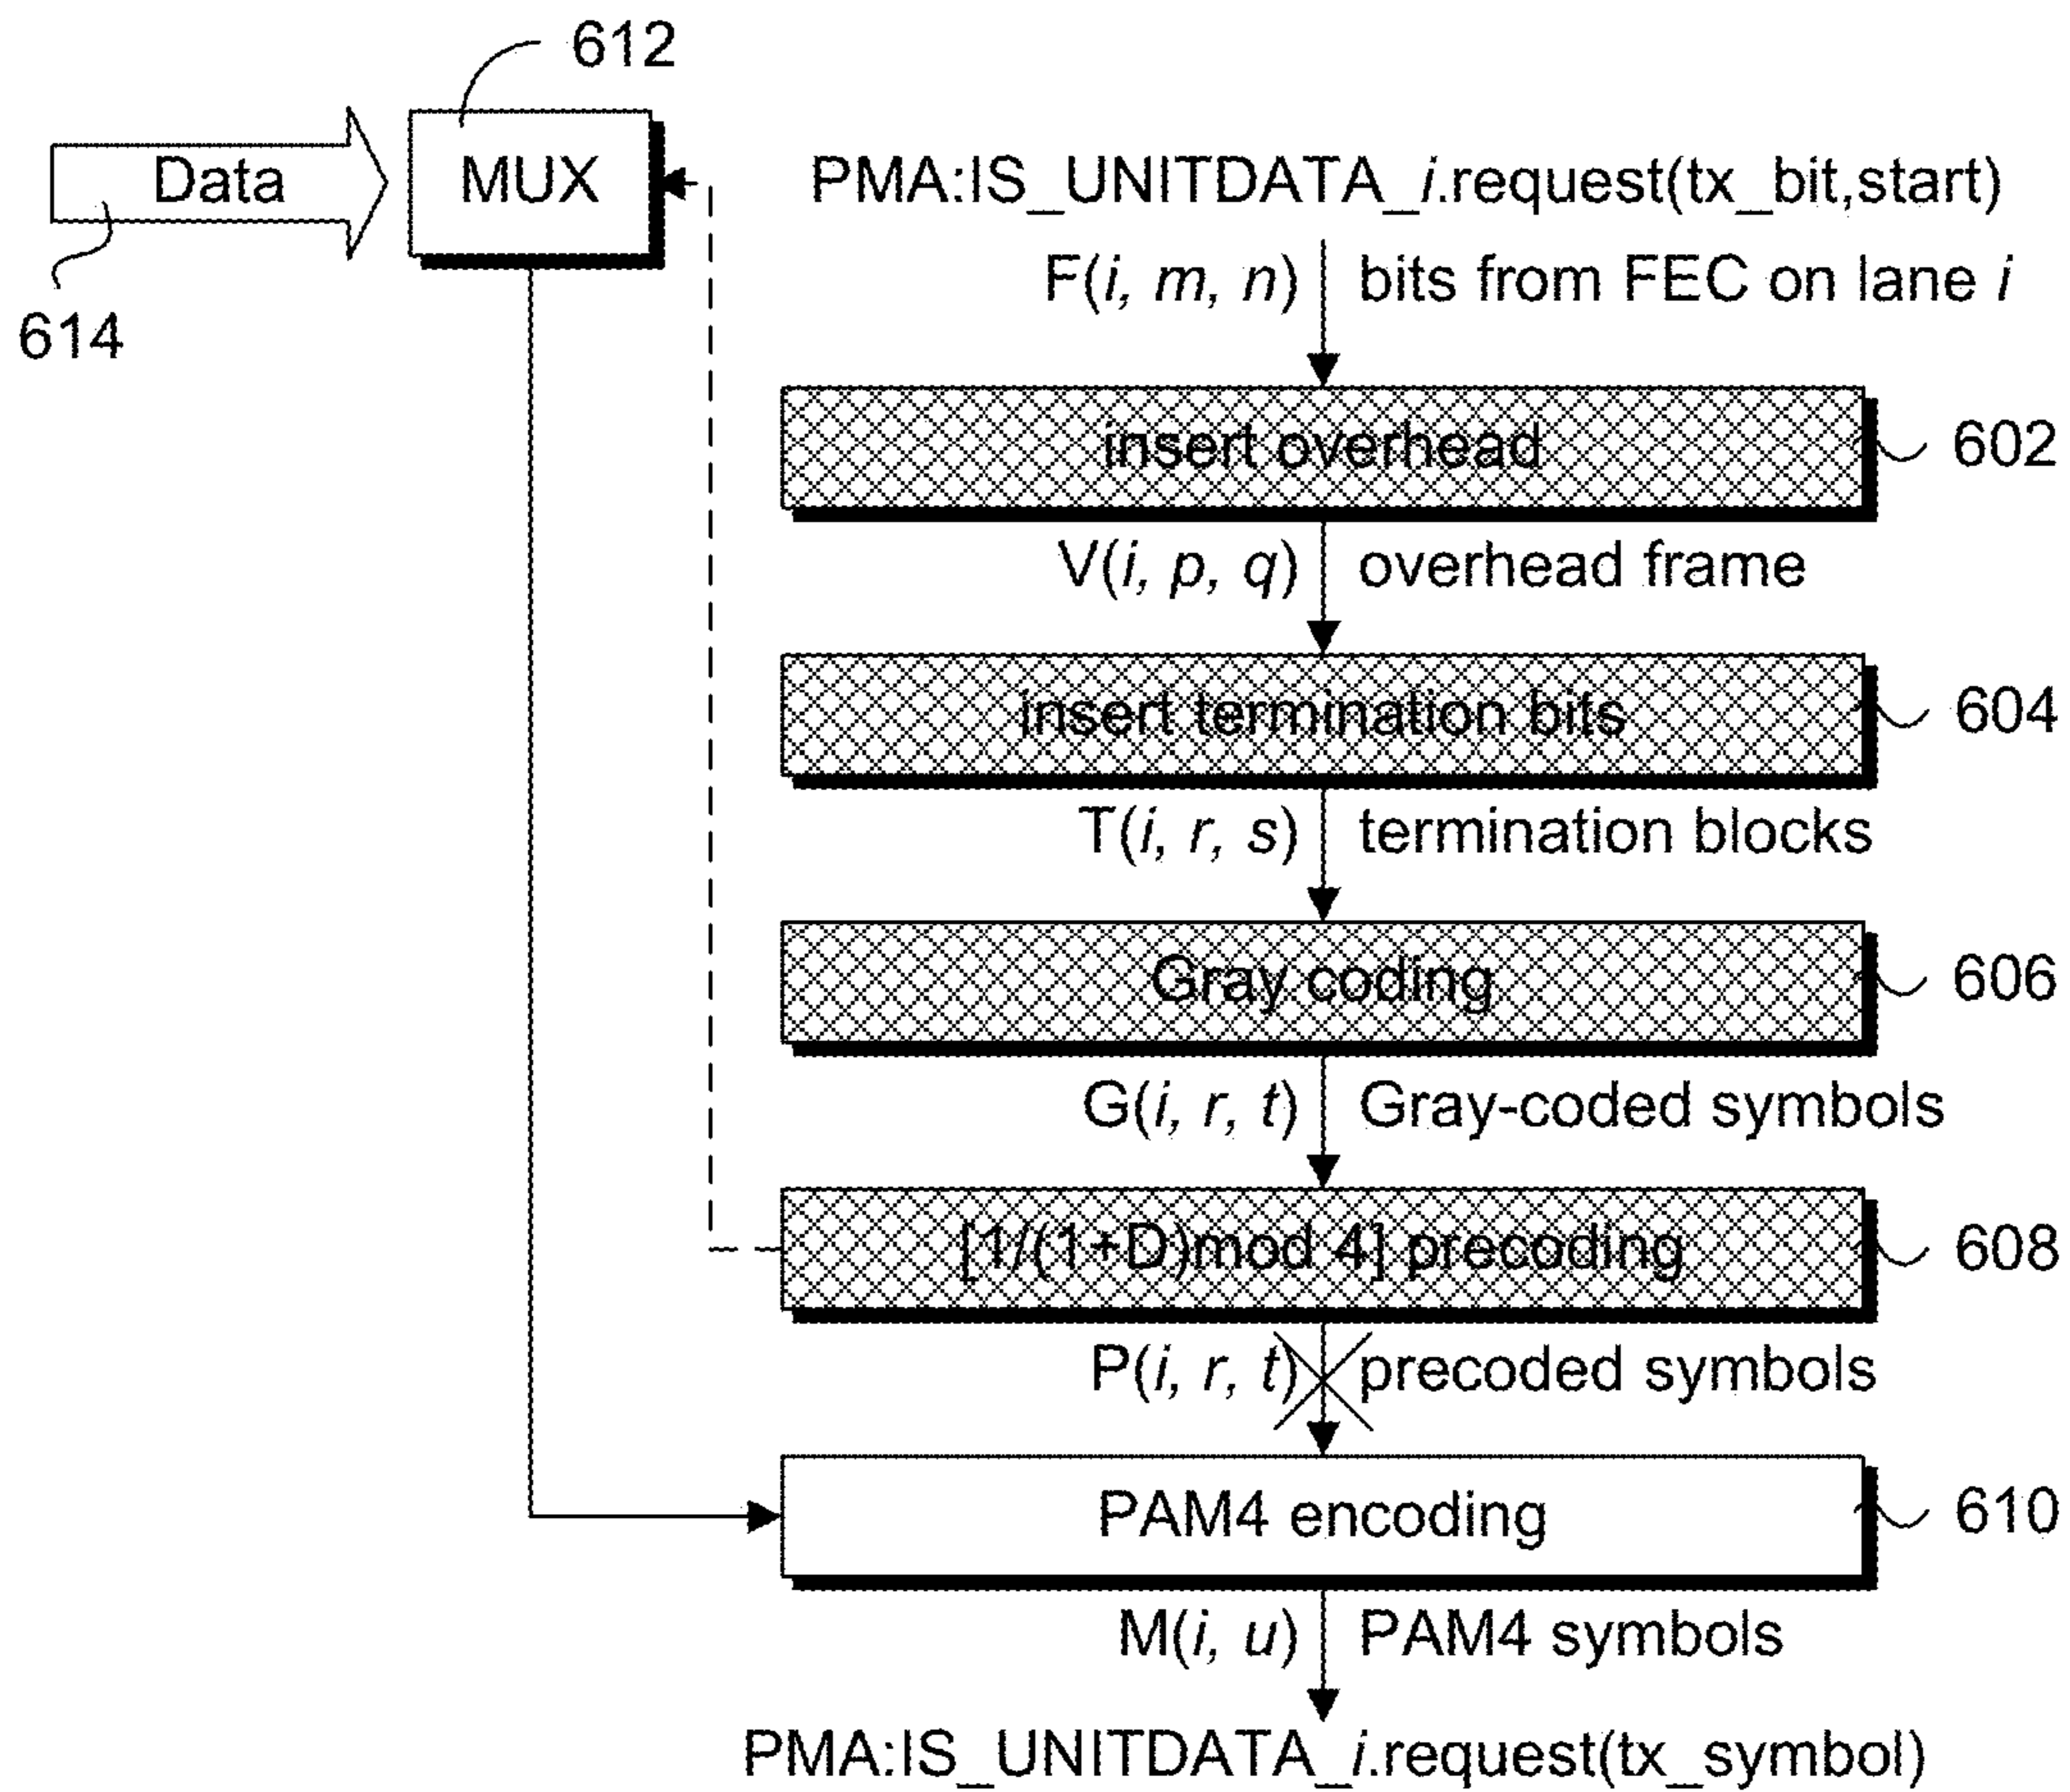 612
Data
MUX
614
PMA:IS_UNITDATA_i.request(tx_bit,start)
F(i, m, n) bits from FEC on lane i
insert overhead 602
V(i, p, q) overhead frame
insert termination bits 604
T(i, r, s) termination blocks
Gray coding 606
G(i, r, t) Gray-coded symbols
[1/(1+D)mod 4] precoding 608
P(i, r, t) precoded symbols
PAM4 encoding 610
M(i, u) PAM4 symbols
PMA:IS_UNITDATA_i.request(tx_symbol)